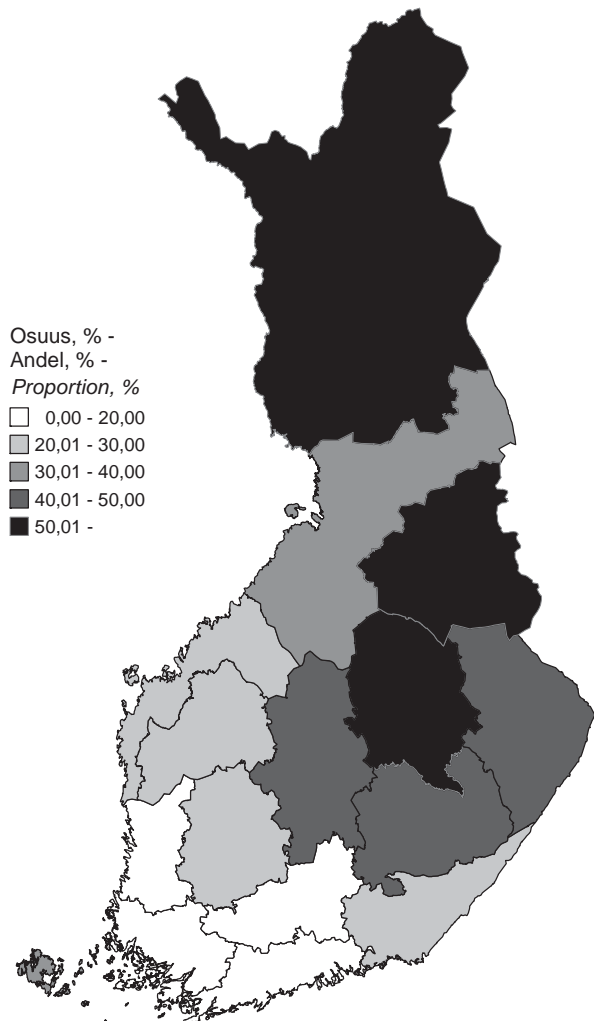 Osuus, % -
Andel, % -
Proportion, %
0,00 - 20,00
20,01 - 30,00
30,01 - 40,00
40,01 - 50,00
50,01 -